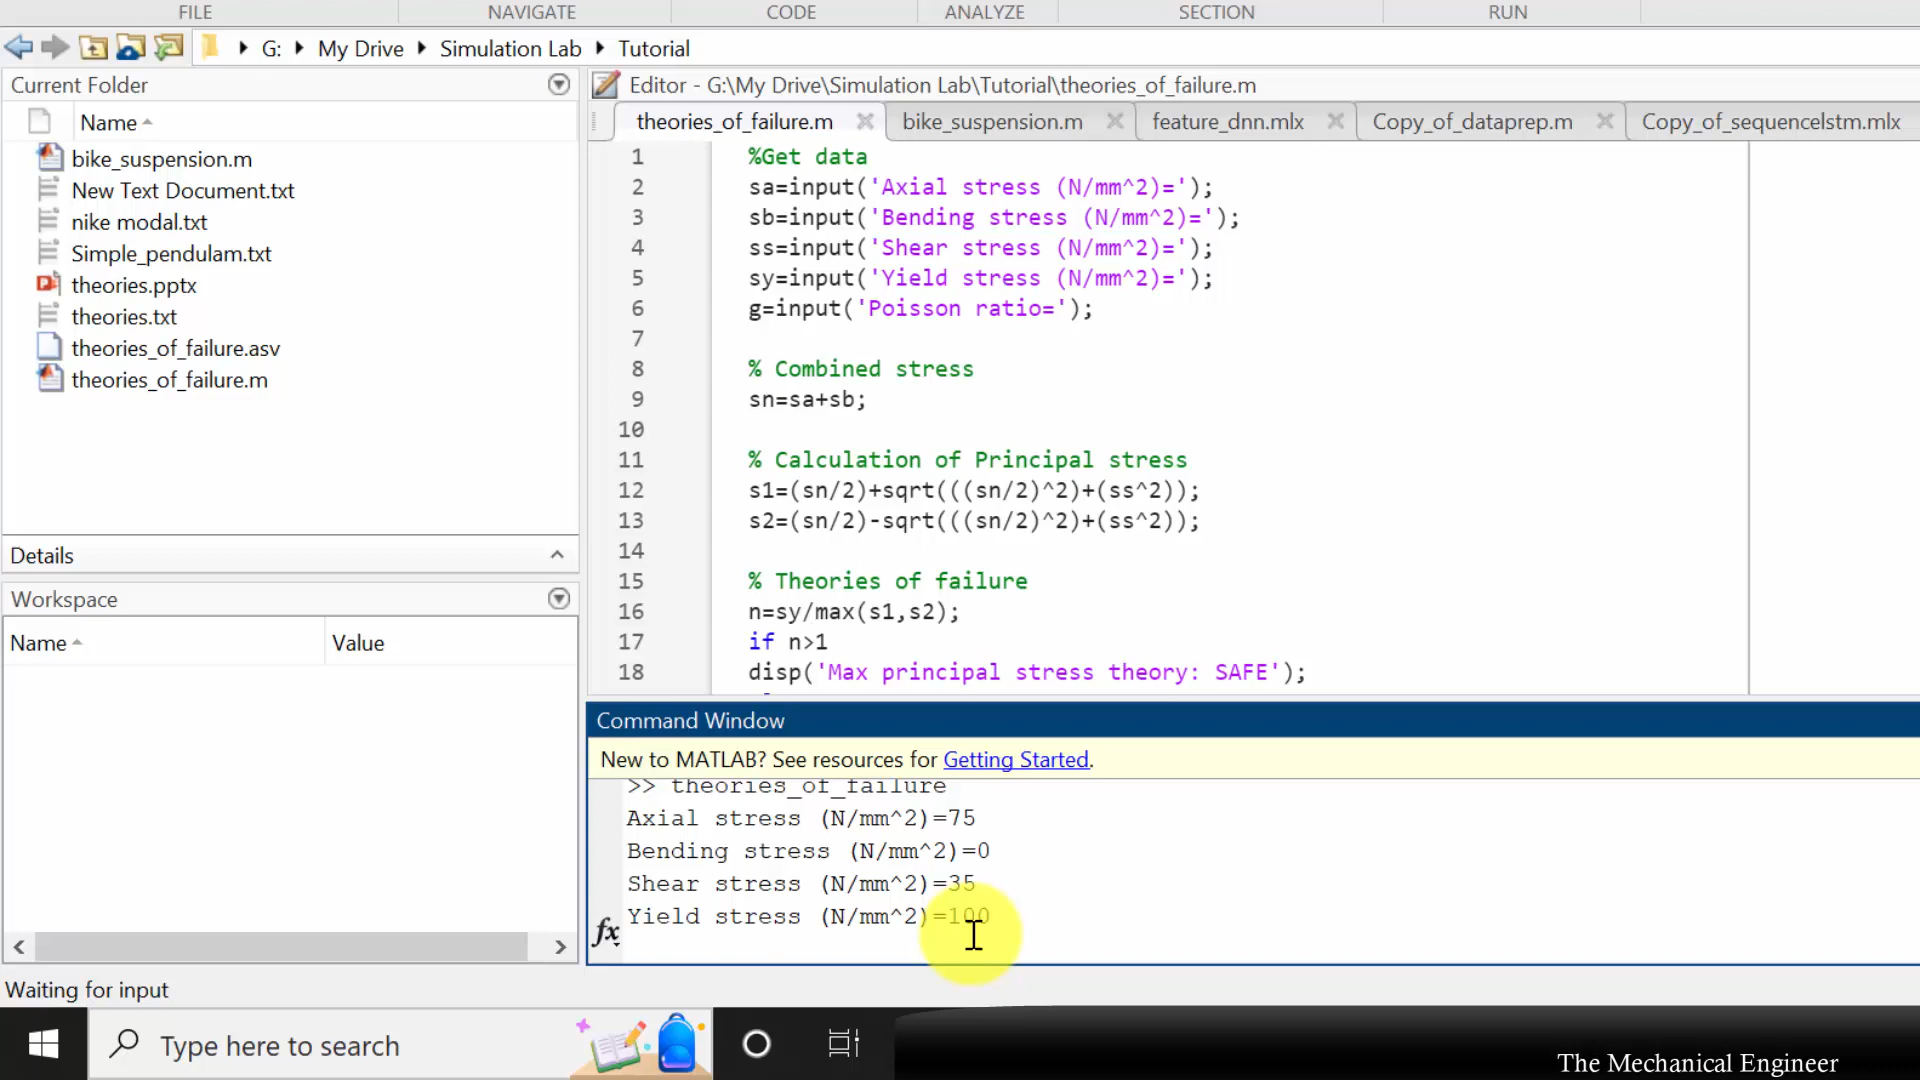 FILE NAVIGATE CODE ANALYZE SECTION RUN
G: My Drive Simulation Lab Tutorial
Current Folder
Name
bike_suspension.m
New Text Document.txt
nike modal.txt
Simple_pendulam.txt
theories.pptx
theories.txt
theories_of_failure.asv
theories_of_failure.m
Details
Workspace
Name Value
Editor - G:\My Drive\Simulation Lab\Tutorial\theories_of_failure.m
theories_of_failure.m bike_suspension.m feature_dnn.mlx Copy_of_dataprep.m Copy_of_sequencelstm.mlx
1 %Get data
2 sa=input('Axial stress (N/mm^2)=');
3 sb=input('Bending stress (N/mm^2)=');
4 ss=input('Shear stress (N/mm^2)=');
5 sy=input('Yield stress (N/mm^2)=');
6 g=input('Poisson ratio=');
7
8 % Combined stress
9 sn=sa+sb;
10
11 % Calculation of Principal stress
12 s1=(sn/2)+sqrt(((sn/2)^2)+(ss^2));
13 s2=(sn/2)-sqrt(((sn/2)^2)+(ss^2));
14
15 % Theories of failure
16 n=sy/max(s1,s2);
17 if n>1
18 disp('Max principal stress theory: SAFE');
Command Window
New to MATLAB? See resources for Getting Started.
>> theories_of_failure
Axial stress (N/mm^2)=75
Bending stress (N/mm^2)=0
Shear stress (N/mm^2)=35
Yield stress (N/mm^2)=100
fx
Waiting for input
Type here to search
The Mechanical Engineer